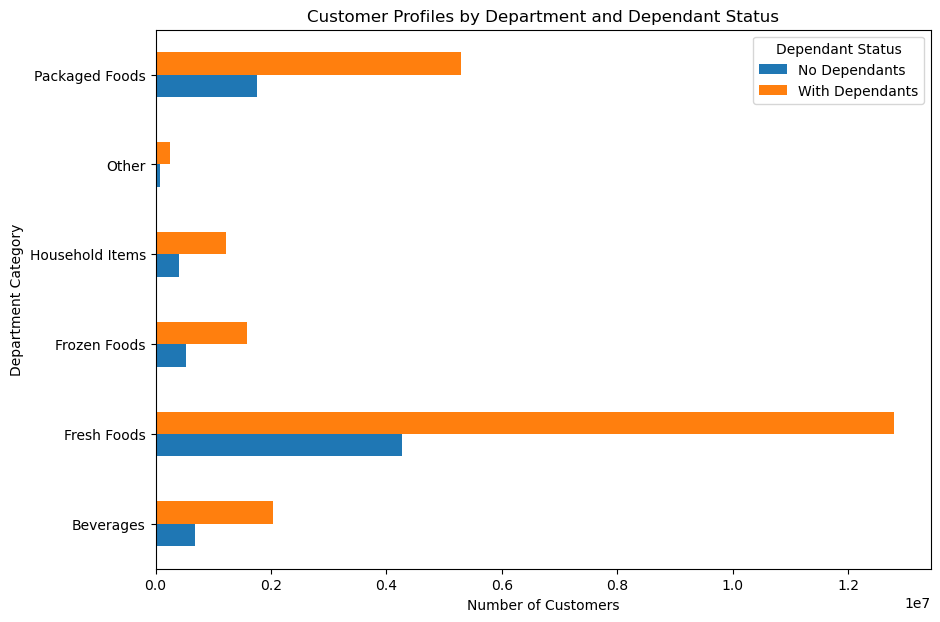 Customer Profiles by Department and Dependant Status
Dependant Status
No Dependants
With Dependants
Department Category
Packaged Foods
Other
Household Items
Frozen Foods
Fresh Foods
Beverages
0.0 0.2 0.4 0.6 0.8 1.0 1.2
1e7
Number of Customers